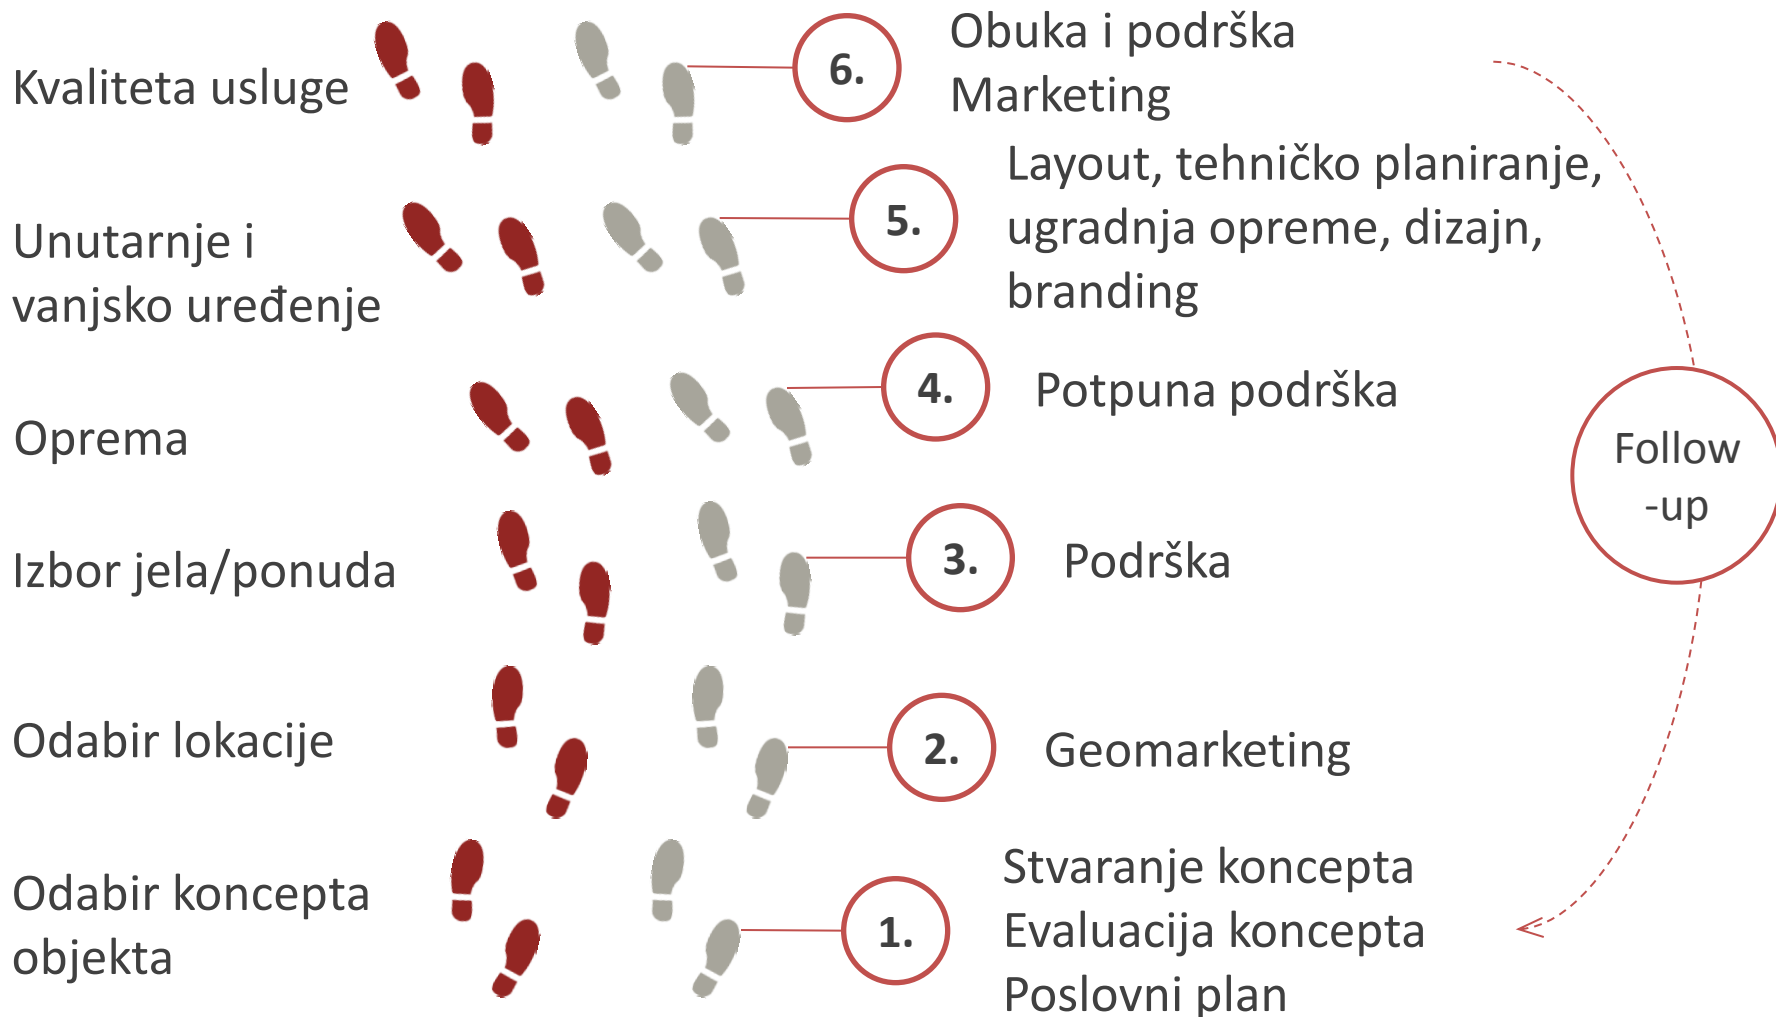 Kvaliteta usluge
6.
Obuka i podrška
Marketing
Unutarnje i
vanjsko uređenje
5.
Layout, tehničko planiranje,
ugradnja opreme, dizajn,
branding
Oprema
4.
Potpuna podrška
Izbor jela/ponuda
3.
Podrška
Odabir lokacije
2.
Geomarketing
Odabir koncepta
objekta
1.
Stvaranje koncepta
Evaluacija koncepta
Poslovni plan
Follow
-up